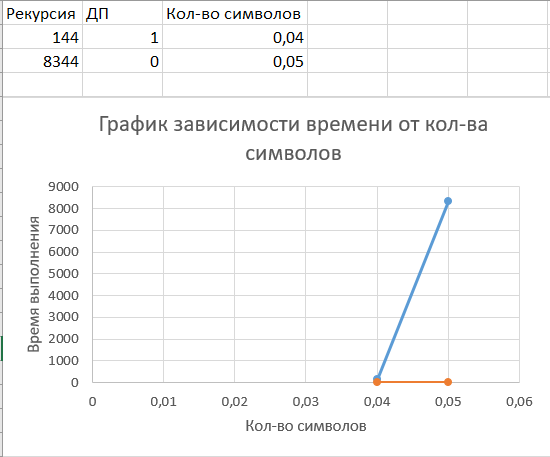 Рекурсия ДП Кол-во символов
144 1 0,04
8344 0 0,05
График зависимости времени от кол-ва
символов
Время выполнения
9000
8000
7000
6000
5000
4000
3000
2000
1000
0
0 0,01 0,02 0,03 0,04 0,05 0,06
Кол-во символов